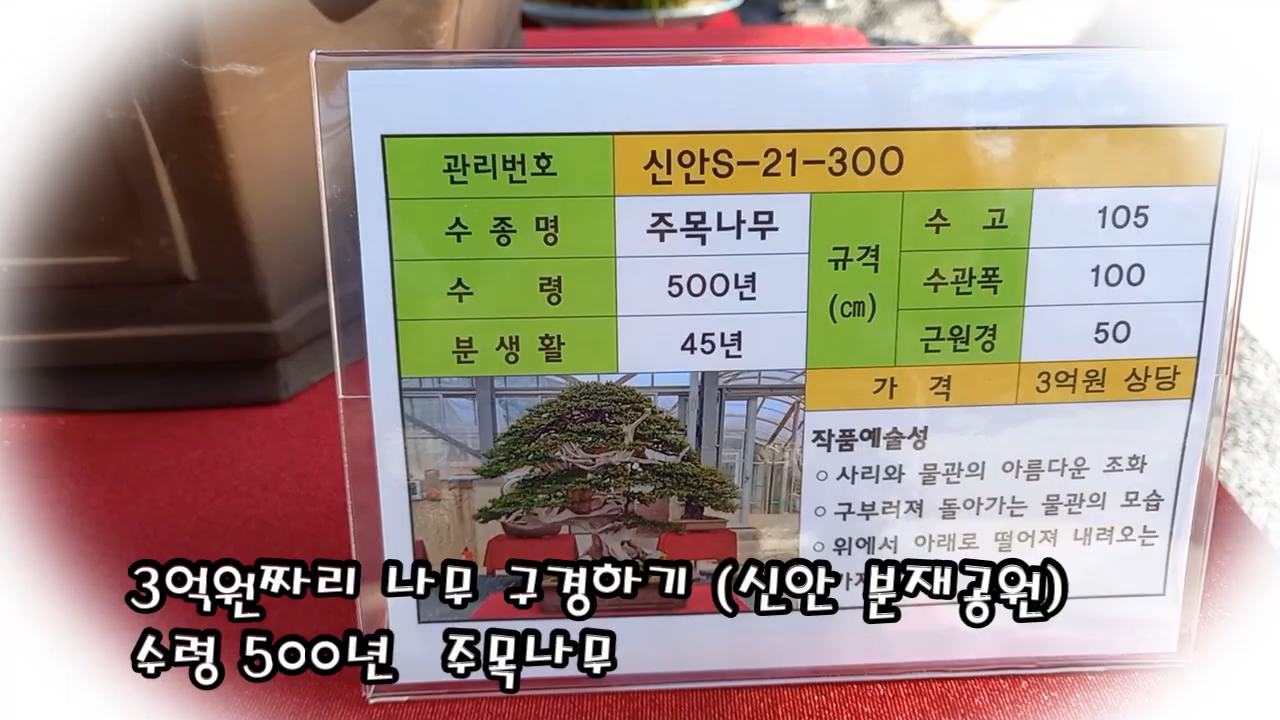 관리번호 신안S-21-300
수종명 주목나무
수령 500년
분생활 45년
규격 (㎝)
수고 105
수관폭 100
근원경 50
가격 3억원 상당
작품예술성
○ 사리와 물관의 아름다운 조화
○ 구부러져 돌아가는 물관의 모습
○ 위에서 아래로 떨어져 내려오는
3억원짜리 나무 구경하기 (신안 분재공원)
수령 500년 주목나무